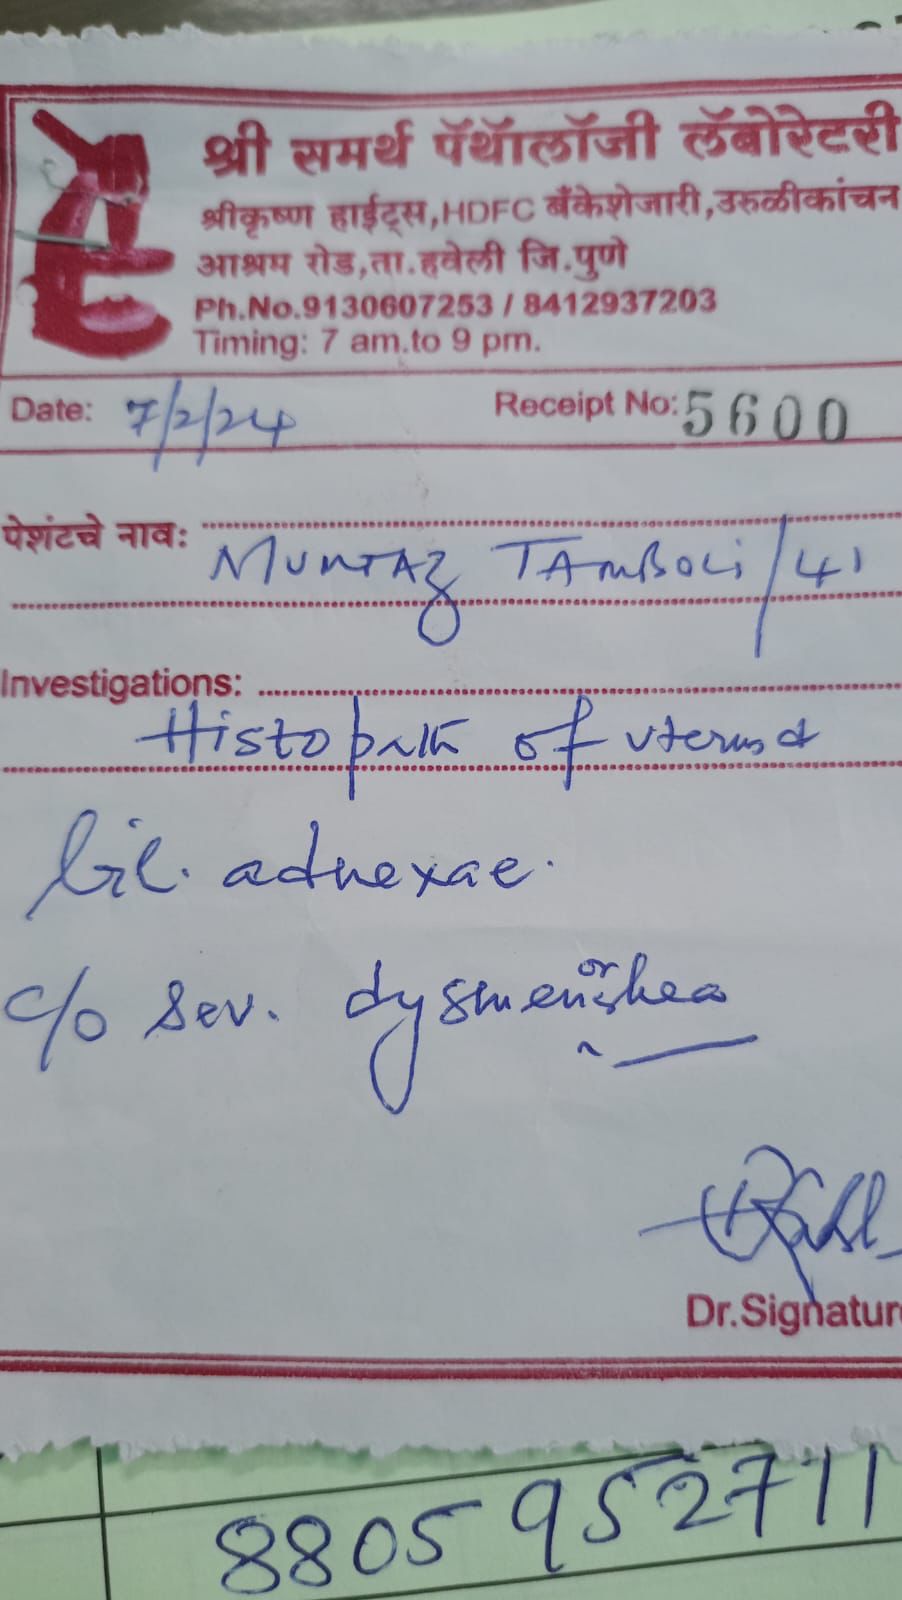 श्री समर्थ पॅथॅालॉजी लॅबोरेटरी
श्रीकृष्ण हाईट्स,HDFC बँकेशेजारी,उरुळीकांचन
आश्रम रोड,ता.हवेली जि.पुणे
Ph.No.9130607253 / 8412937203
Timing: 7 am.to 9 pm.
Date: 7/2/24 Receipt No: 5600
पेशंटचे नाव:
MUMTAZ TAMBOLI / 41
Investigations:
Histopath of uterus &
bil. adnexae.
c/o sev. dysmenorrhea
Dr.Signature
8805952711